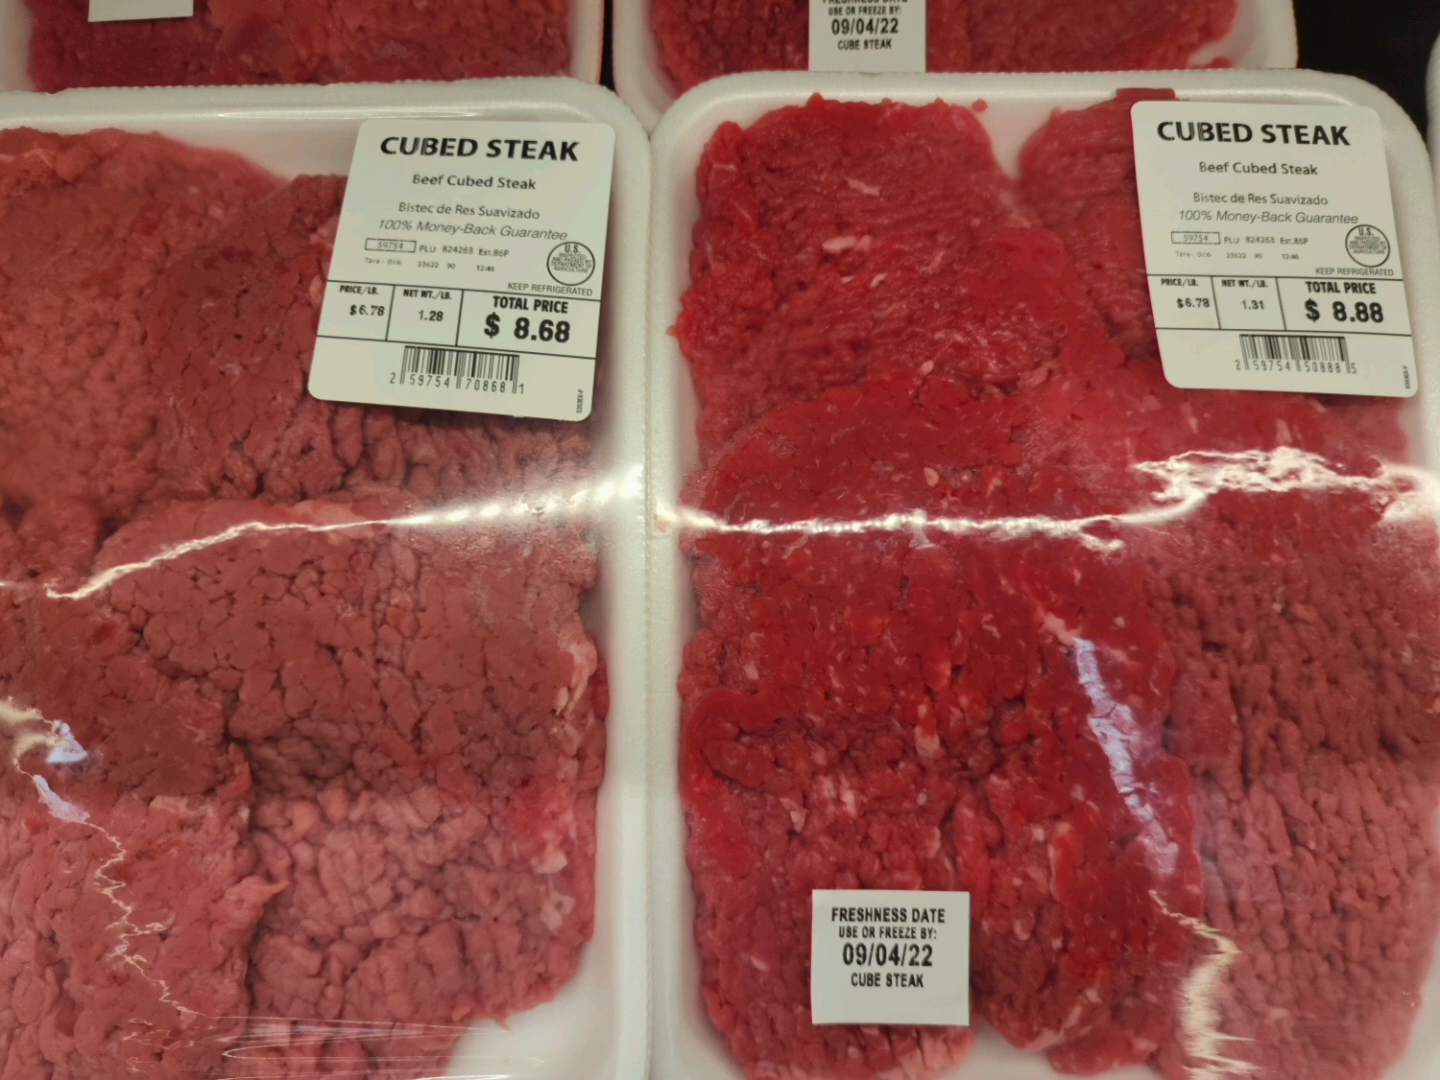 FRESHNESS DATE
USE OR FREEZE BY:
09/04/22
CUBE STEAK
CUBED STEAK
Beef Cubed Steak
Bistec de Res Suavizado
100% Money-Back Guarantee
59754 PLU 824263 Est.86P
12:46
KEEP REFRIGERATED
PRICE/LB. NET WT./LB. TOTAL PRICE
$6.78 1.28 $ 8.68
2 59754 70868 1
CUBED STEAK
Beef Cubed Steak
Bistec de Res Suavizado
100% Money-Back Guarantee
59754 PLU 824263 Est.86P
12:46
KEEP REFRIGERATED
PRICE/LB. NET WT./LB. TOTAL PRICE
$6.78 1.31 $ 8.88
2 59754 50888 5
FRESHNESS DATE
USE OR FREEZE BY:
09/04/22
CUBE STEAK